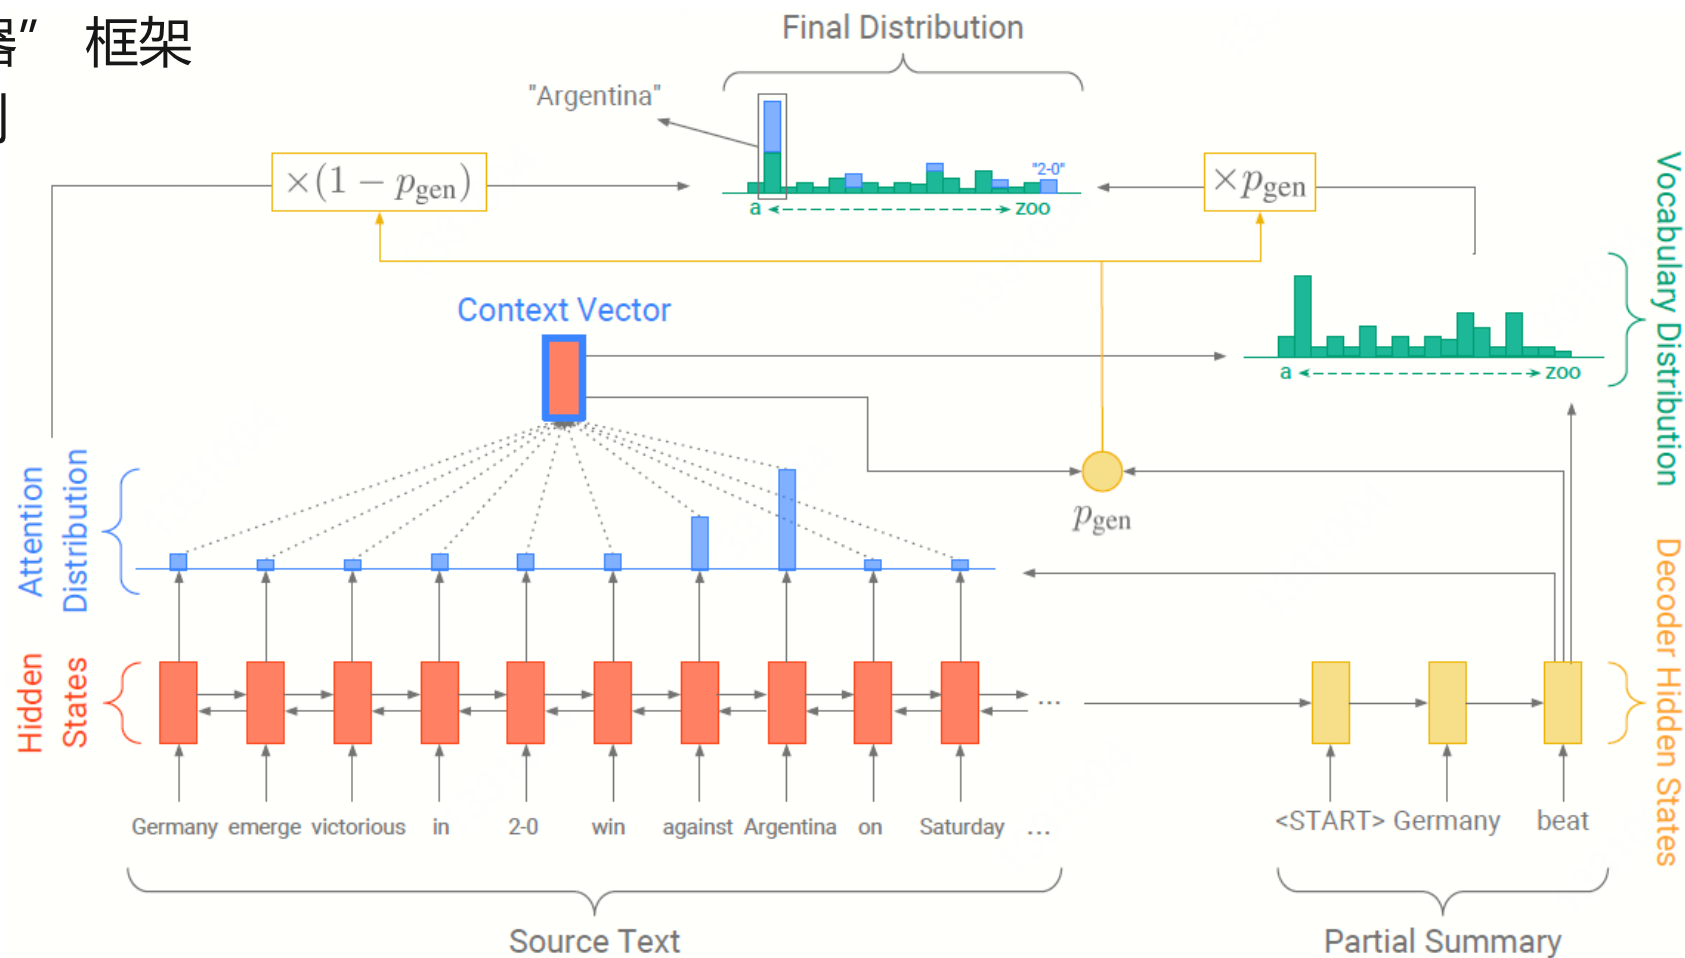 器” 框架
Final Distribution
"Argentina"
×(1 − pgen)
"2-0"
×pgen
a
zoo
Context Vector
Vocabulary Distribution
a
zoo
Attention
Distribution
pgen
Hidden
States
...
Decoder Hidden States
Germany emerge victorious in 2-0 win against Argentina on Saturday ...
<START> Germany beat
Source Text
Partial Summary